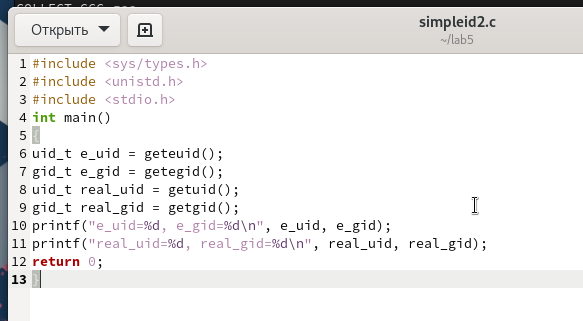 Открыть
simpleid2.c
~/lab5
1 #include <sys/types.h>
2 #include <unistd.h>
3 #include <stdio.h>
4 int main()
5 {
6 uid_t e_uid = geteuid();
7 gid_t e_gid = getegid();
8 uid_t real_uid = getuid();
9 gid_t real_gid = getgid();
10 printf("e_uid=%d, e_gid=%d\n", e_uid, e_gid);
11 printf("real_uid=%d, real_gid=%d\n", real_uid, real_gid);
12 return 0;
13 }